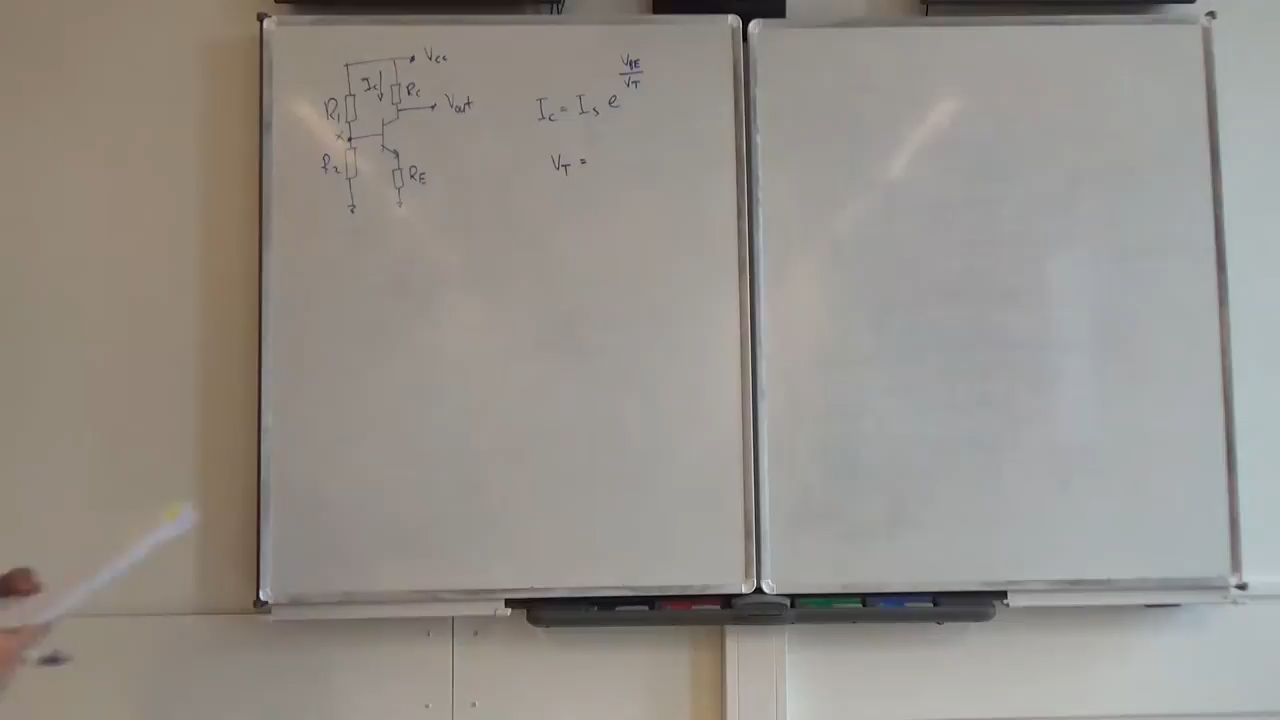 Vcc
Ic
Rc
R1
Vout
x
R2
RE
Ic = Is e^(VBE/VT)
VT =